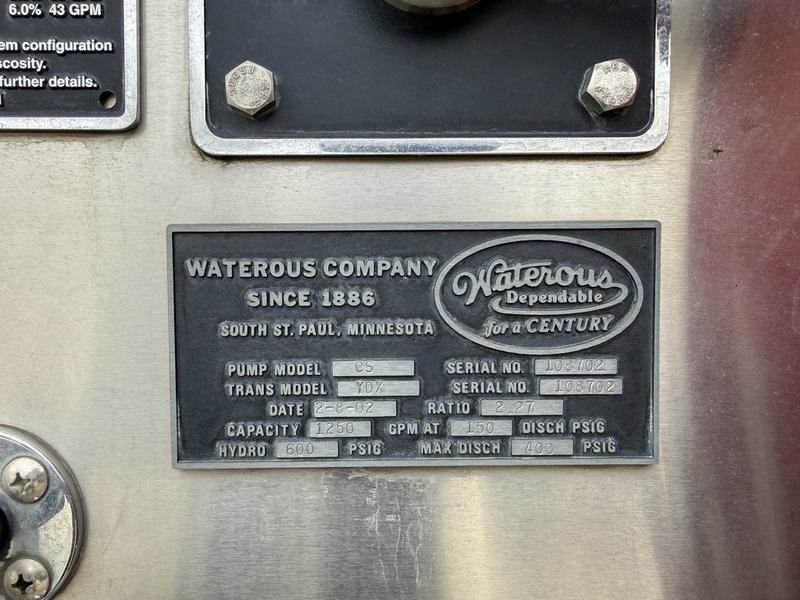 6.0% 43 GPM
em configuration
scosity.
further details.
WATEROUS COMPANY
SINCE 1886
SOUTH ST. PAUL, MINNESOTA
Waterous
Dependable
for a CENTURY
PUMP MODEL CS SERIAL NO. 108702
TRANS MODEL YDX SERIAL NO. 108702
DATE 2-8-02 RATIO 2.27
CAPACITY 1250 GPM AT 150 DISCH PSIG
HYDRO 600 PSIG MAX DISCH 400 PSIG